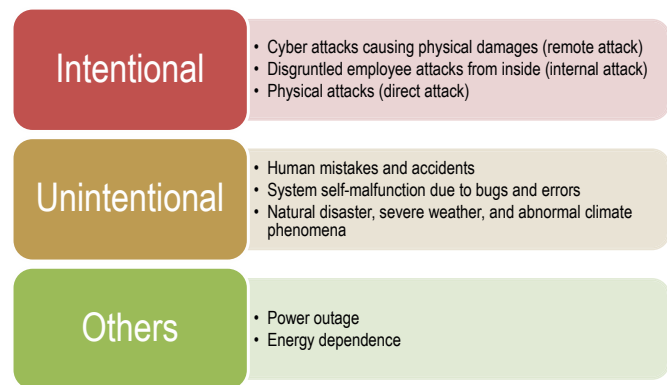 Intentional
• Cyber attacks causing physical damages (remote attack)
• Disgruntled employee attacks from inside (internal attack)
• Physical attacks (direct attack)
Unintentional
• Human mistakes and accidents
• System self-malfunction due to bugs and errors
• Natural disaster, severe weather, and abnormal climate
phenomena
Others
• Power outage
• Energy dependence